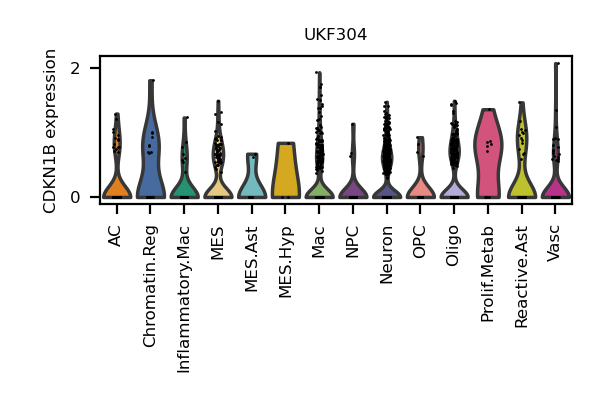 UKF304
CDKN1B expression
2
0
AC
Chromatin.Reg
Inflammatory.Mac
MES
MES.Ast
MES.Hyp
Mac
NPC
Neuron
OPC
Oligo
Prolif.Metab
Reactive.Ast
Vasc